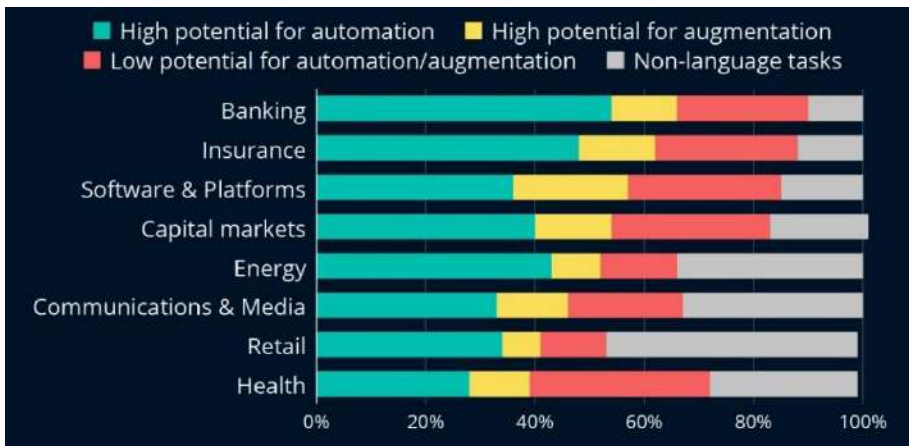 High potential for automation High potential for augmentation
Low potential for automation/augmentation Non-language tasks
Banking
Insurance
Software & Platforms
Capital markets
Energy
Communications & Media
Retail
Health
0% 20% 40% 60% 80% 100%